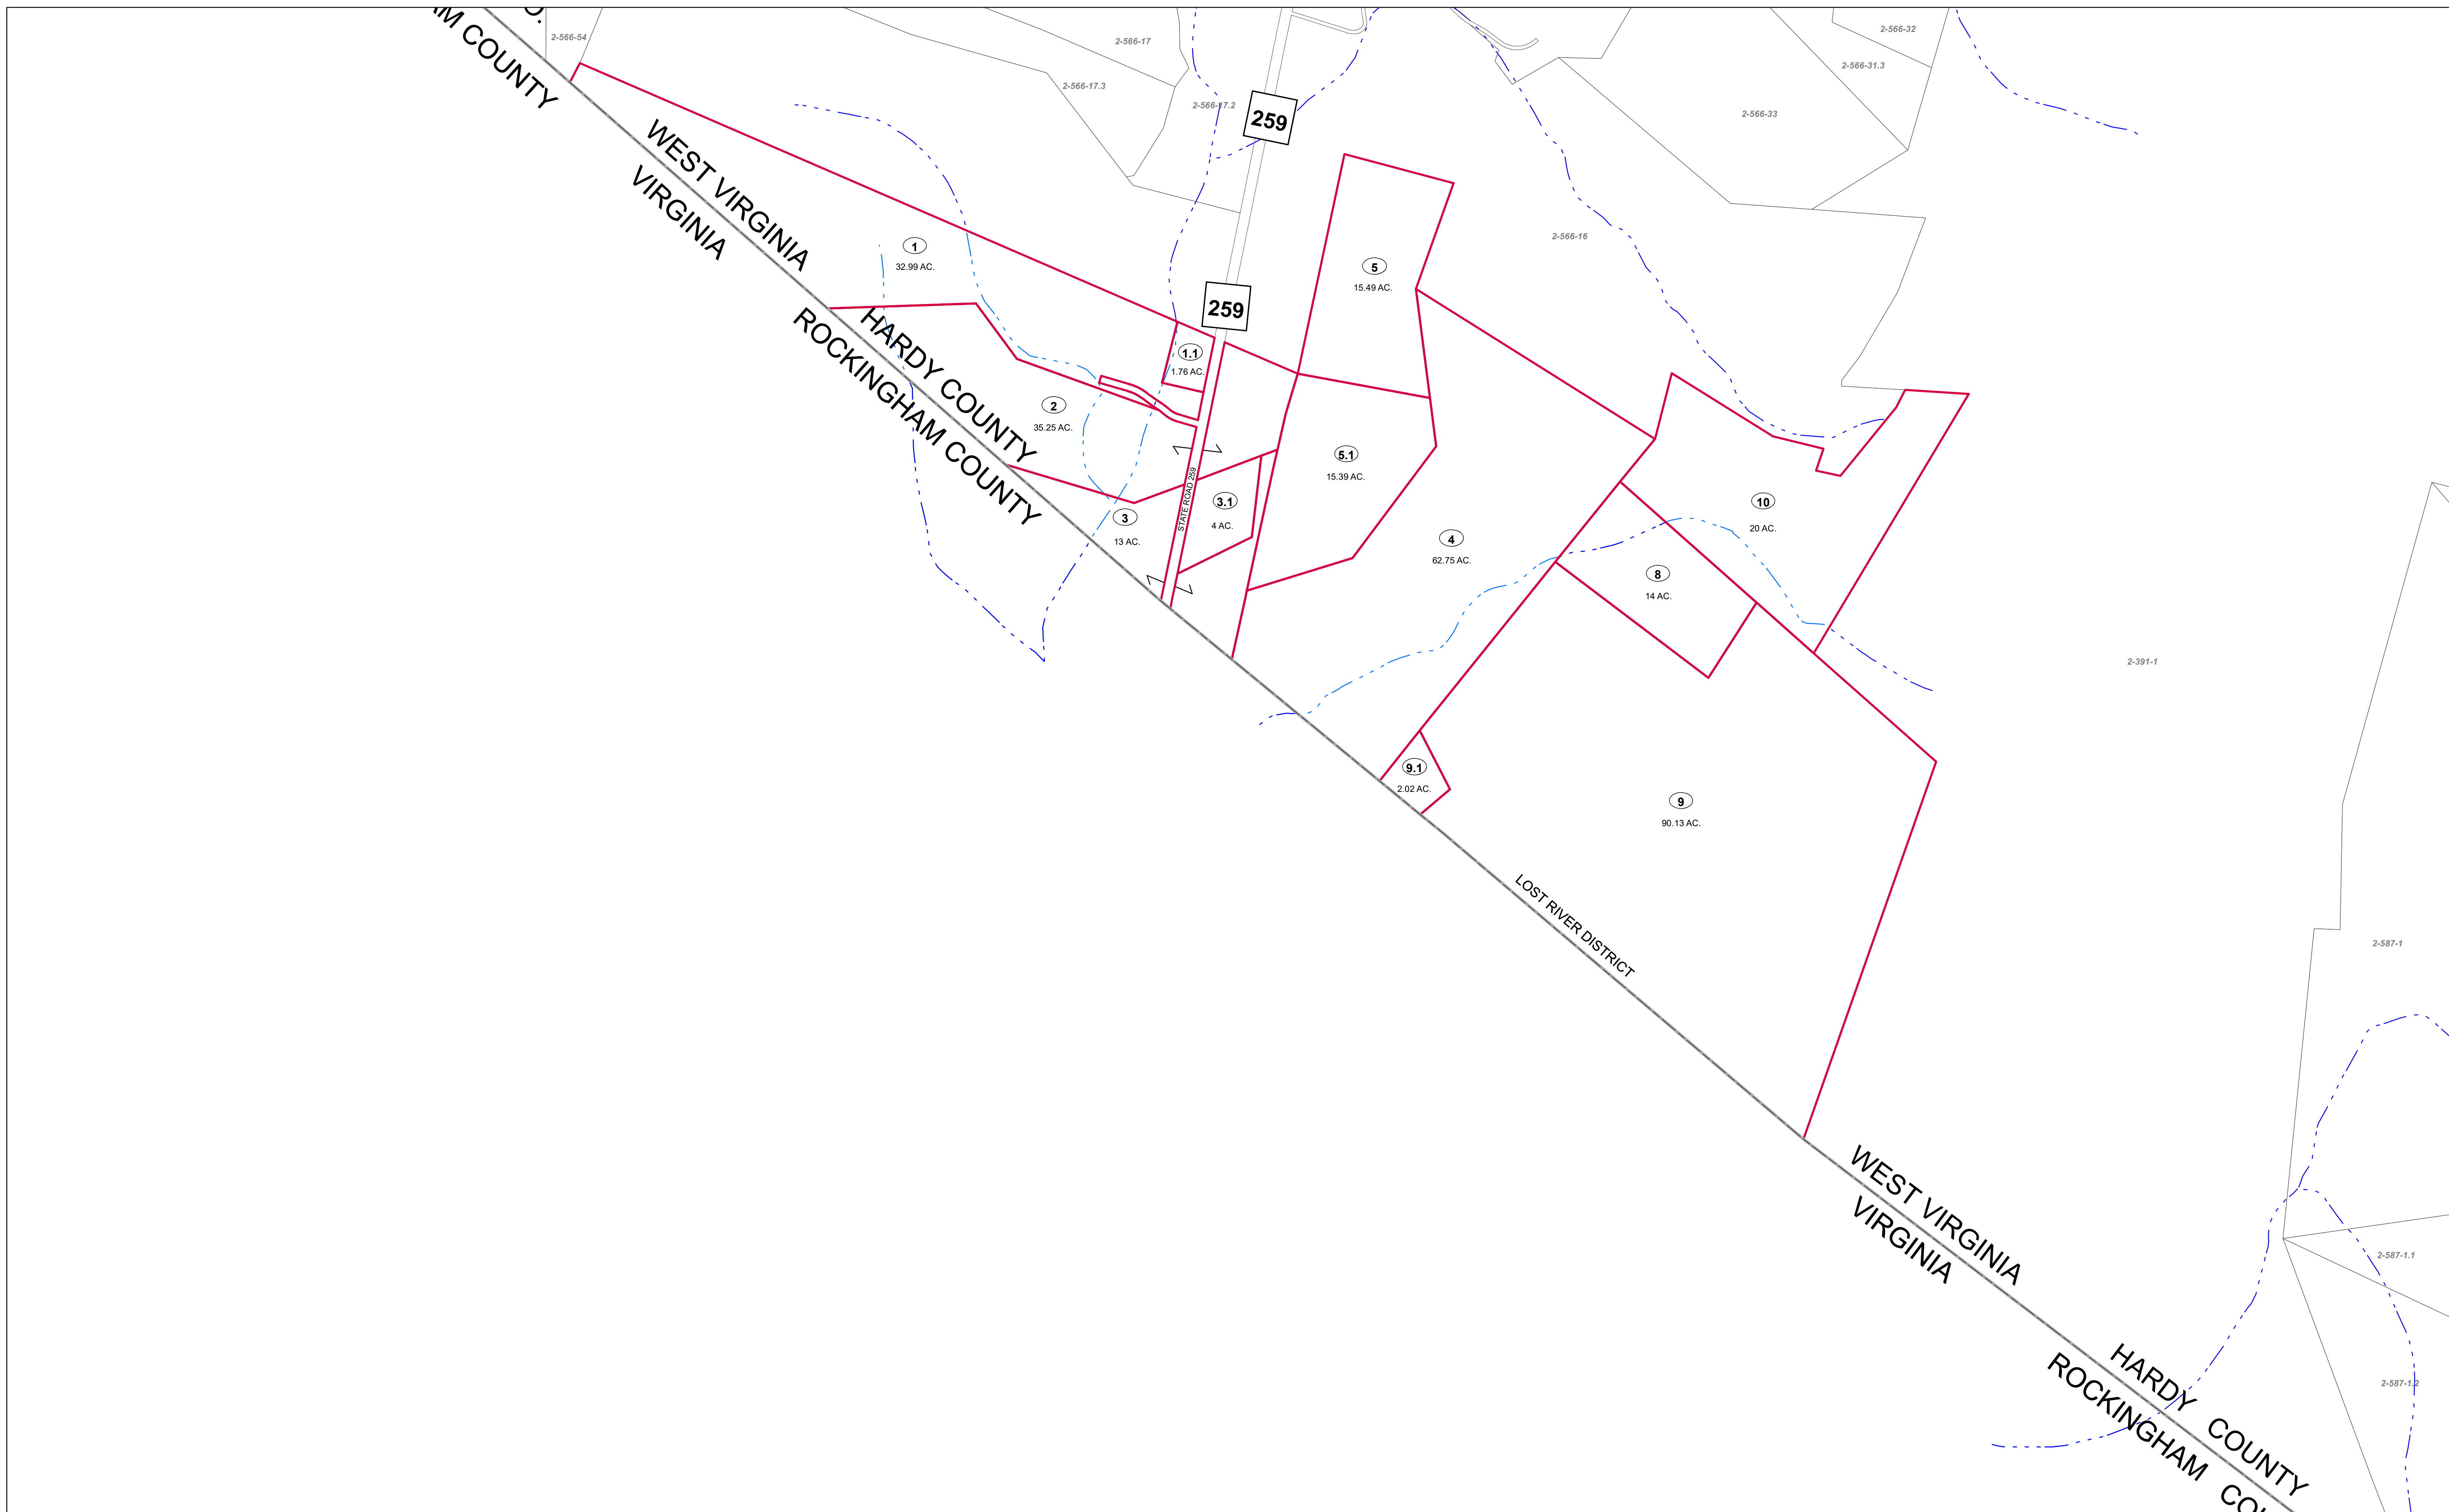 2-566-54
2-566-17
2-566-17.3
2-566-17.2
2-566-32
2-566-31.3
2-566-33
2-566-16
COUNTY
WEST VIRGINIA
VIRGINIA
259
259
1
32.99 AC.
HARDY COUNTY
ROCKINGHAM COUNTY
1.1
1.76 AC.
2
35.25 AC.
5
15.49 AC.
5.1
15.39 AC.
3
13 AC.
STATE ROAD 259
3.1
4 AC.
4
62.75 AC.
10
20 AC.
8
14 AC.
2-391-1
9.1
2.02 AC.
9
90.13 AC.
LOST RIVER DISTRICT
2-587-1
WEST VIRGINIA
VIRGINIA
2-587-1.1
2-587-1.2
HARDY COUNTY
ROCKINGHAM